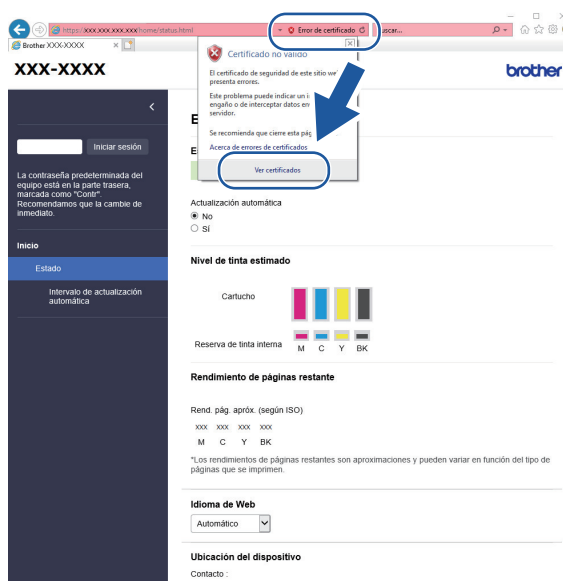 https://xxx.xxx.xxx.xxx/home/status.html
Error de certificado
Brother XXX-XXXX
Certificado no válido
XXX-XXXX
brother
El certificado de seguridad de este sitio
presenta errores.
Este problema puede indicar un
engaño o de interceptar datos en
servidor.
Se recomienda que cierre esta
Acerca de errores de certificados
Ver certificados
Iniciar sesión
La contraseña predeterminada del
equipo está en la parte trasera,
marcada como "Contr".
Recomendamos que la cambie de
inmediato.
Inicio
Estado
Intervalo de actualización
automática
Actualización automática
No
Sí
Nivel de tinta estimado
Cartucho
Reserva de tinta interna
M C Y BK
Rendimiento de páginas restante
Rend. pág. apróx. (según ISO)
xxx xxx xxx xxx
M C Y BK
*Los rendimientos de páginas restantes son aproximaciones y pueden variar en función del tipo de
páginas que se imprimen.
Idioma de Web
Automático
Ubicación del dispositivo
Contacto :